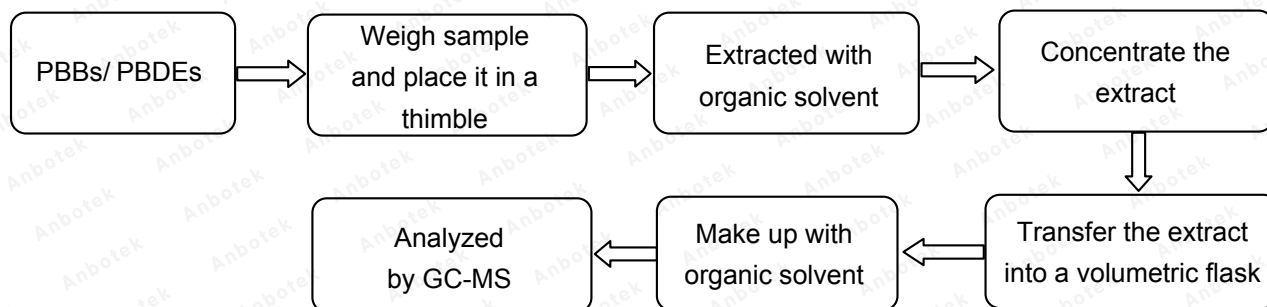 PBBs/ PBDEs
Weigh sample
and place it in a
thimble
Extracted with
organic solvent
Concentrate the
extract
Transfer the extract
into a volumetric flask
Make up with
organic solvent
Analyzed
by GC-MS
Anbotek